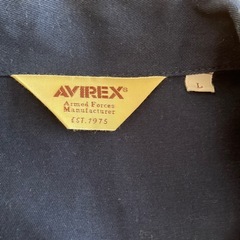 AVIREX®
Armed Forces
Manufacturer
EST.1975
L